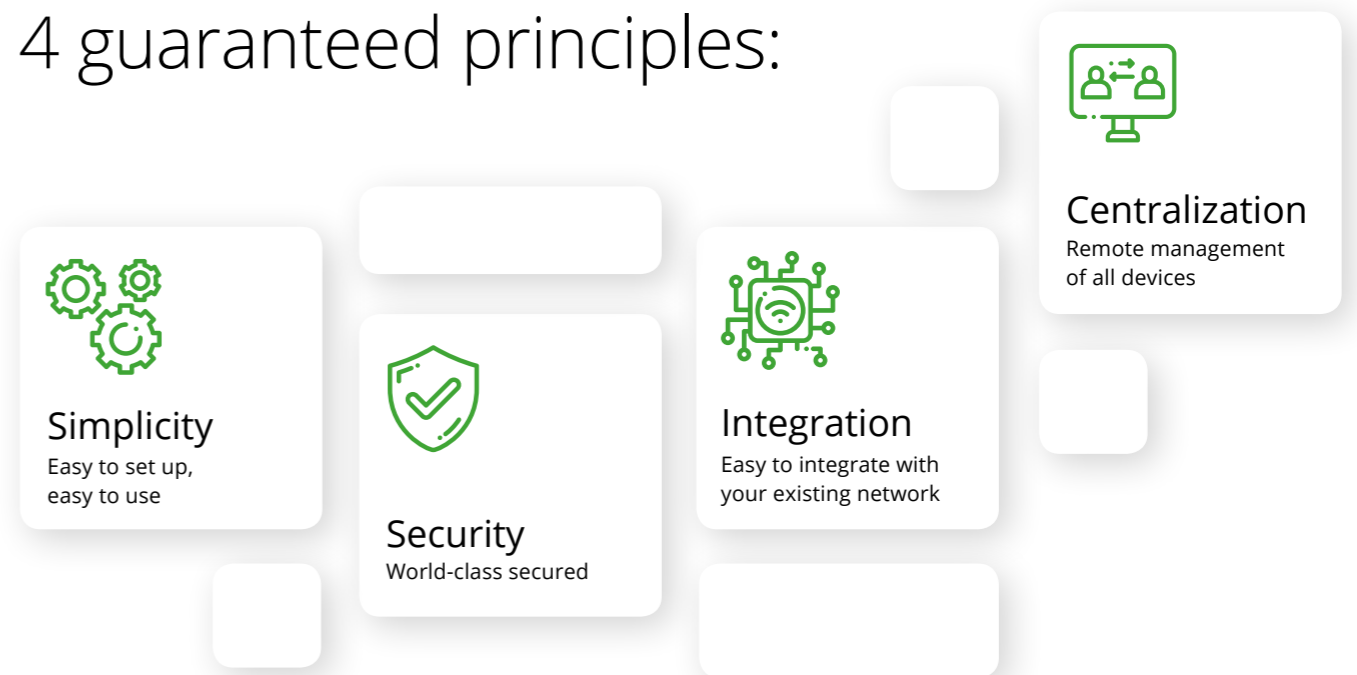 4 guaranteed principles:
Simplicity
Easy to set up,
easy to use
Security
World-class secured
Integration
Easy to integrate with
your existing network
Centralization
Remote management
of all devices